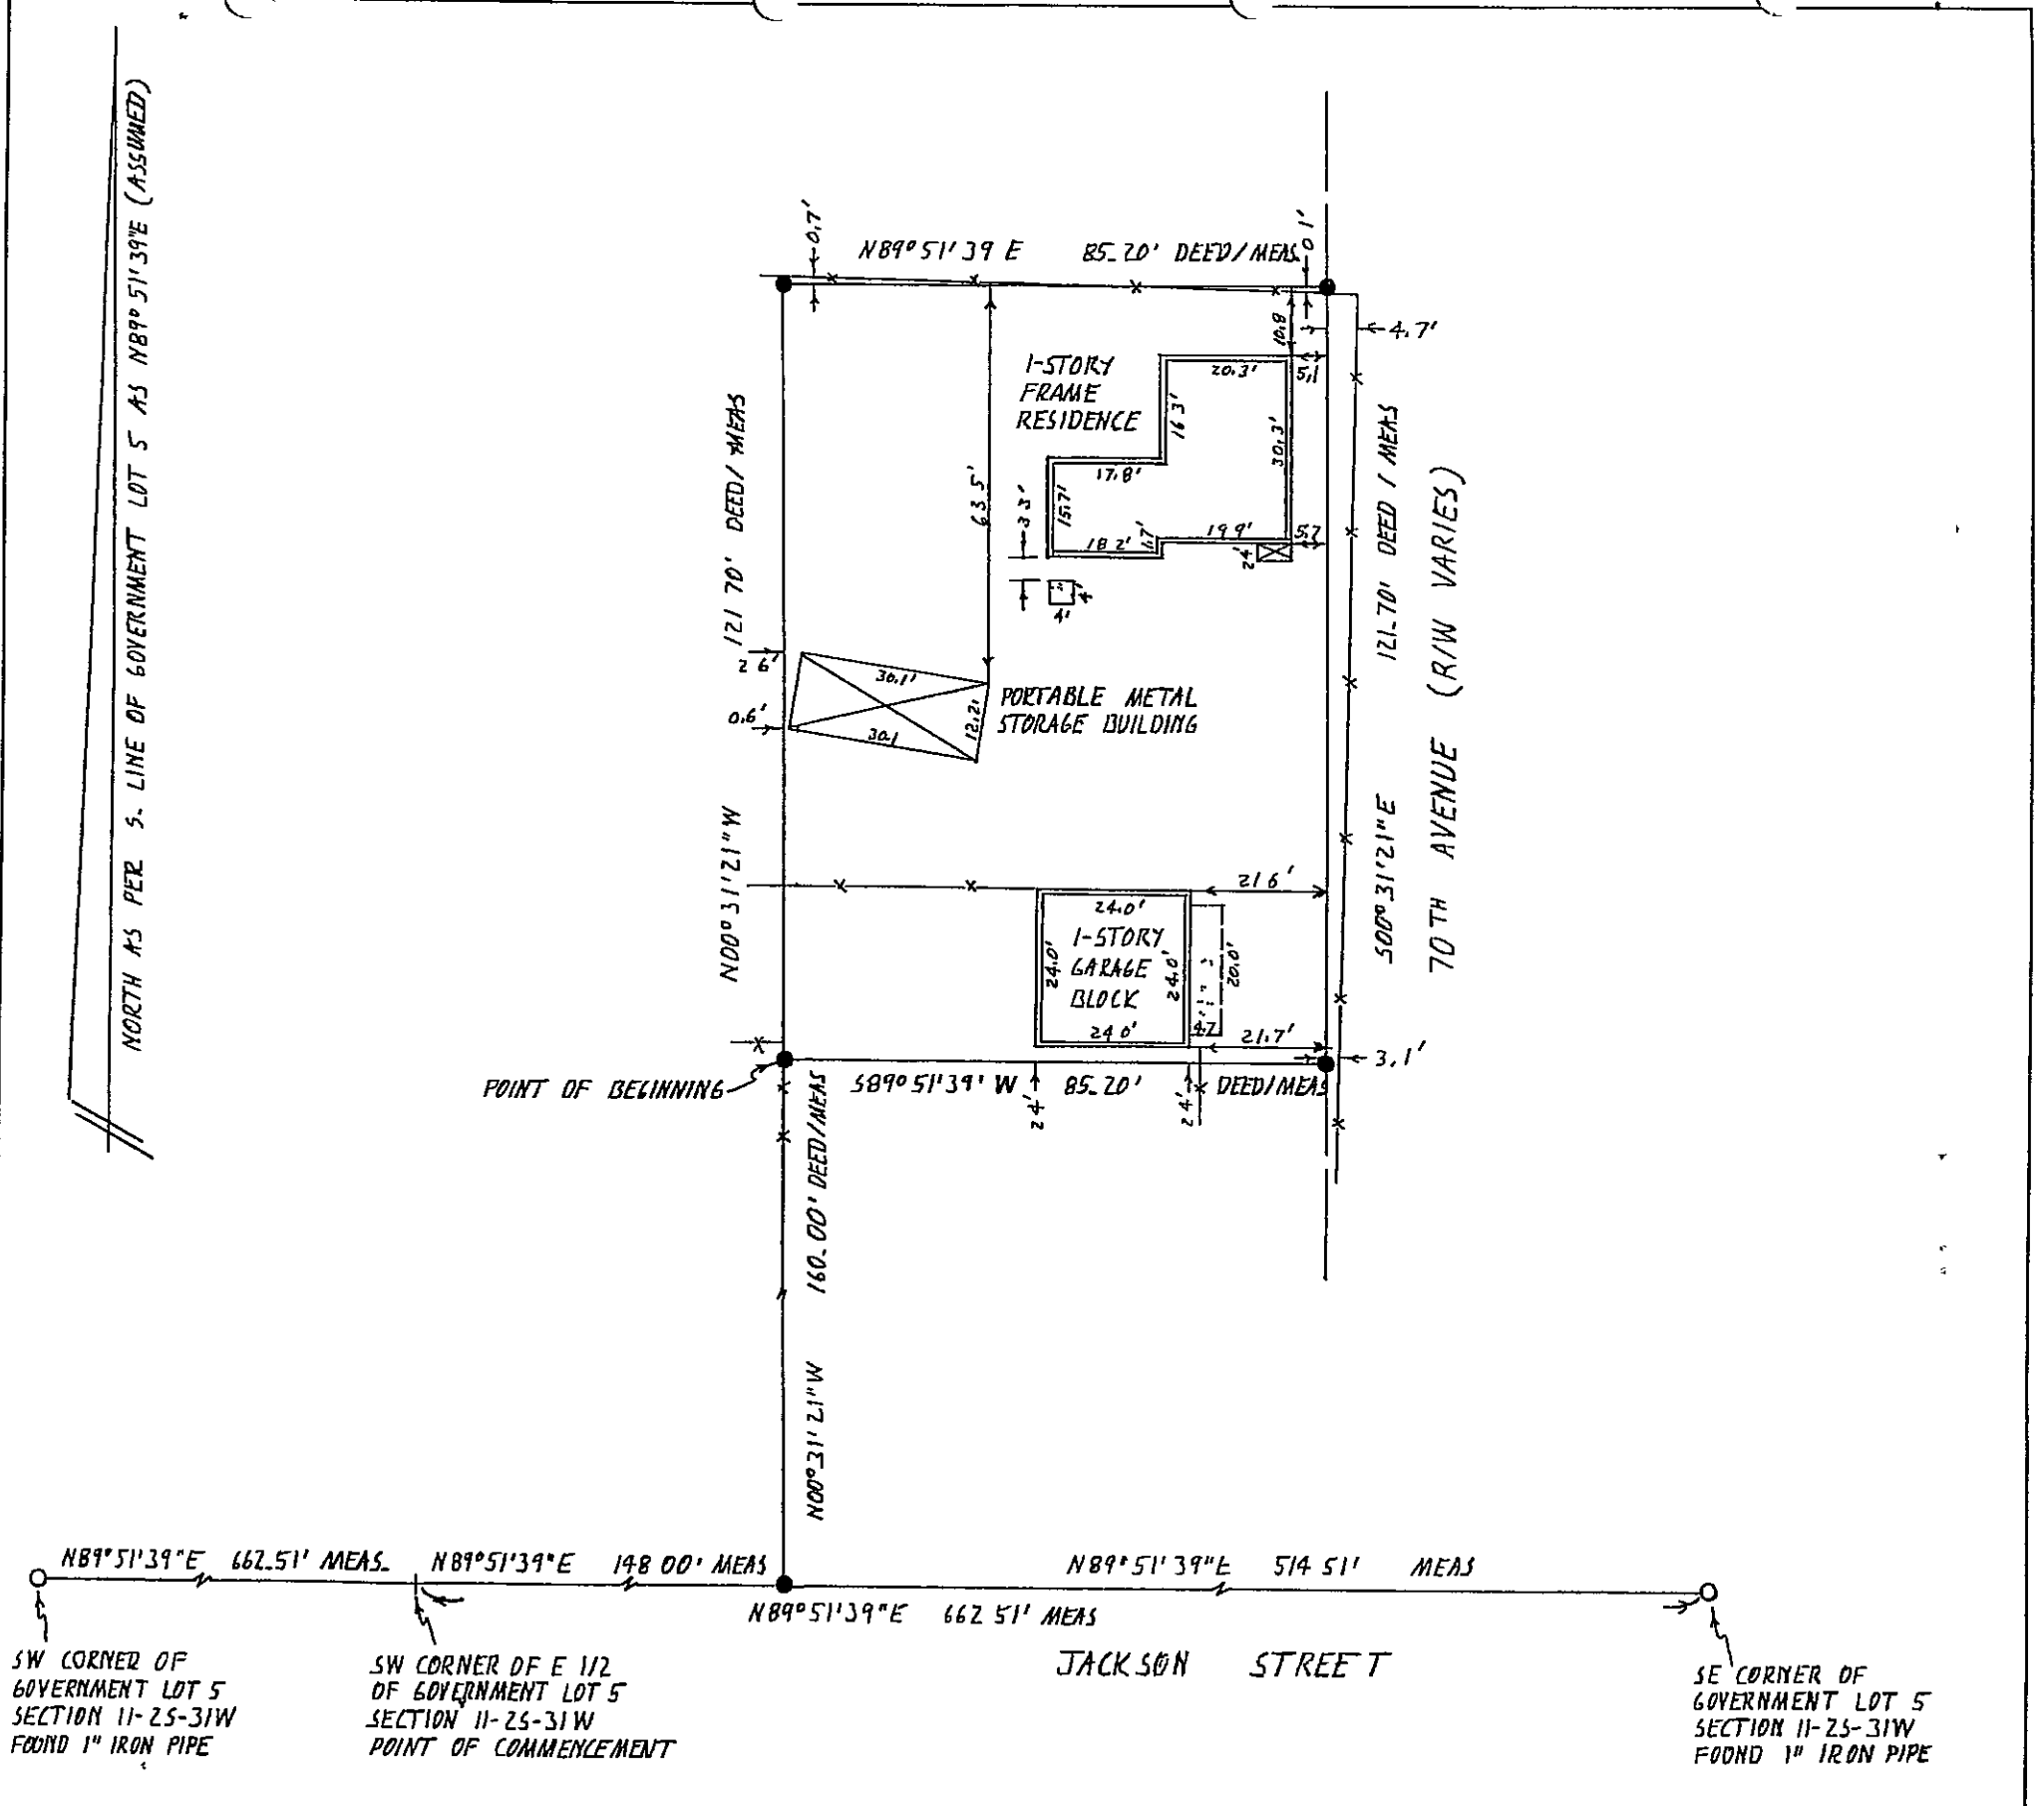 NORTH AS PER S. LINE OF GOVERNMENT LOT 5 AS N89°51'39"E (ASSUMED)
0.7'
N89°51'39 E 85.20' DEED/MEAS
0 1'
4.7'
10.8
1-STORY
FRAME
RESIDENCE
20.3'
5.1
16 3'
30.3'
17.8'
15.7'
18 2'
1.7'
19 9'
5.2
2.4'
3 3'
4'
4'
63 5'
121 70' DEED/MEAS
N00°31'21"W
2 6'
0.6'
30.1'
30.1
12.2'
PORTABLE METAL
STORAGE BUILDING
121.70' DEED / MEAS
S00°31'21"E
70TH AVENUE (R/W VARIES)
21 6'
24.0'
1-STORY
GARAGE
BLOCK
24.0'
24.0'
24 0'
20.0'
4.7
21.7'
3.1'
POINT OF BEGINNING
S89°51'39' W 85.20' DEED/MEAS
2 4'
2 4'
160.00' DEED/MEAS
N00°31'21"W
N89°51'39"E 662.51' MEAS.
N89°51'39"E 148 00' MEAS
N89°51'39"E 514 51' MEAS
N89°51'39"E 662 51' MEAS
JACKSON STREET
SW CORNER OF
GOVERNMENT LOT 5
SECTION 11-2S-31W
FOUND 1" IRON PIPE
SW CORNER OF E 1/2
OF GOVERNMENT LOT 5
SECTION 11-2S-31W
POINT OF COMMENCEMENT
SE CORNER OF
GOVERNMENT LOT 5
SECTION 11-2S-31W
FOUND 1" IRON PIPE